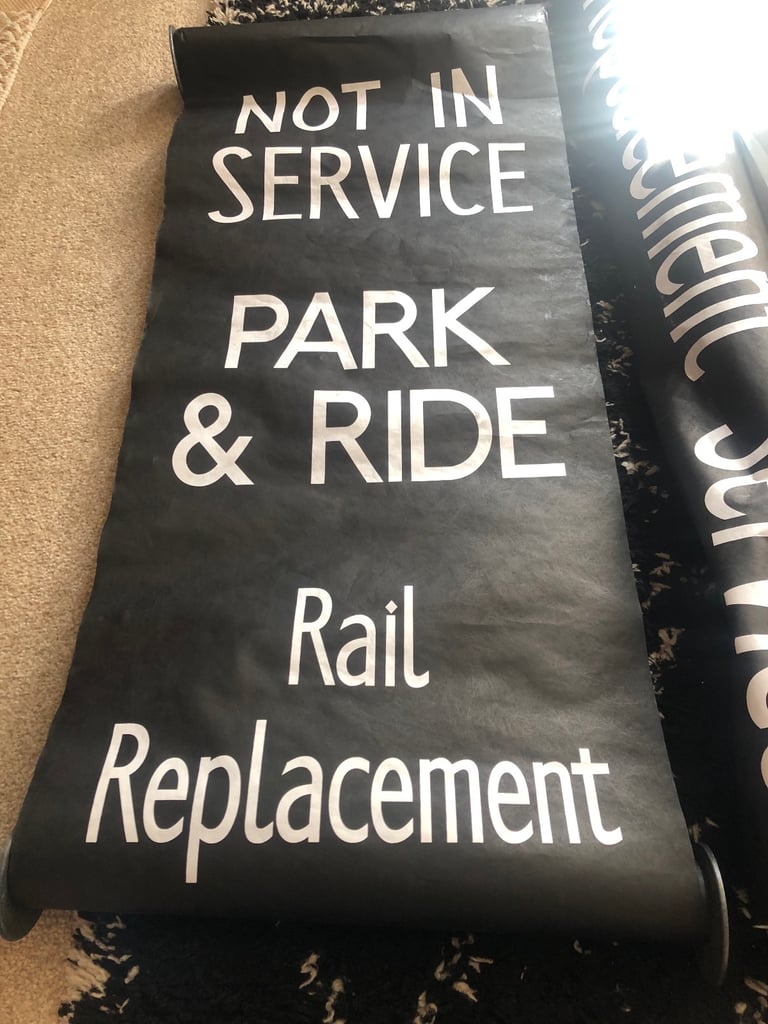 NOT IN
SERVICE
PARK
& RIDE
Rail
Replacement